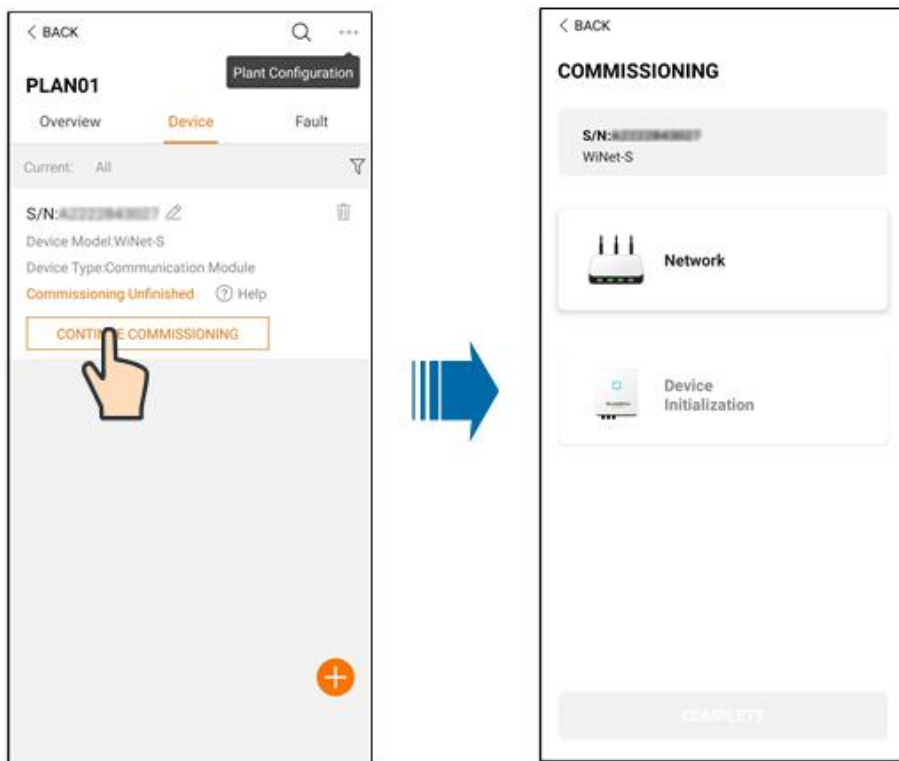 < BACK
Plant Configuration
PLAN01
Overview Device Fault
Current: All
S/N:
Device Model:WiNet-S
Device Type:Communication Module
Commissioning Unfinished ? Help
COMMISSIONING
< BACK
COMMISSIONING
S/N:
WiNet-S
Network
Device
Initialization
COMPLETE